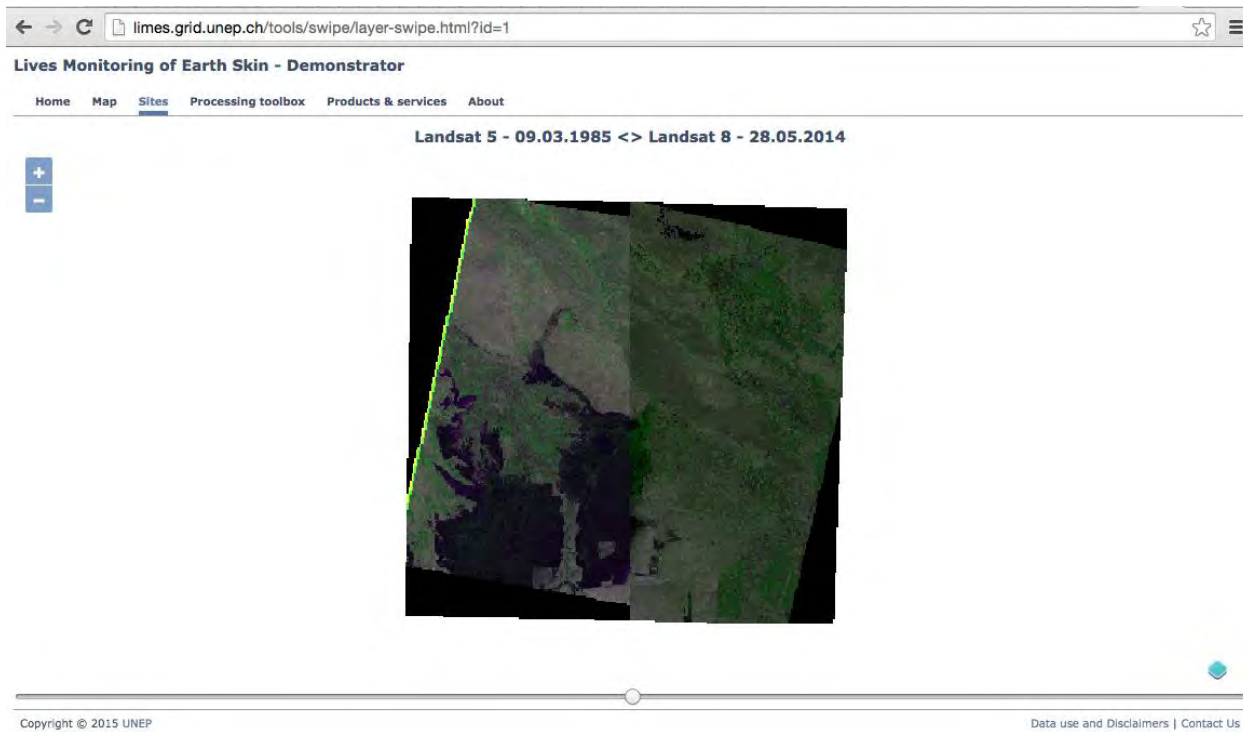 limes.grid.unep.ch/tools/swipe/layer-swipe.html?id=1
Lives Monitoring of Earth Skin - Demonstrator
Home Map Sites Processing toolbox Products & services About
Landsat 5 - 09.03.1985 <> Landsat 8 - 28.05.2014
+
−
Copyright © 2015 UNEP Data use and Disclaimers | Contact Us